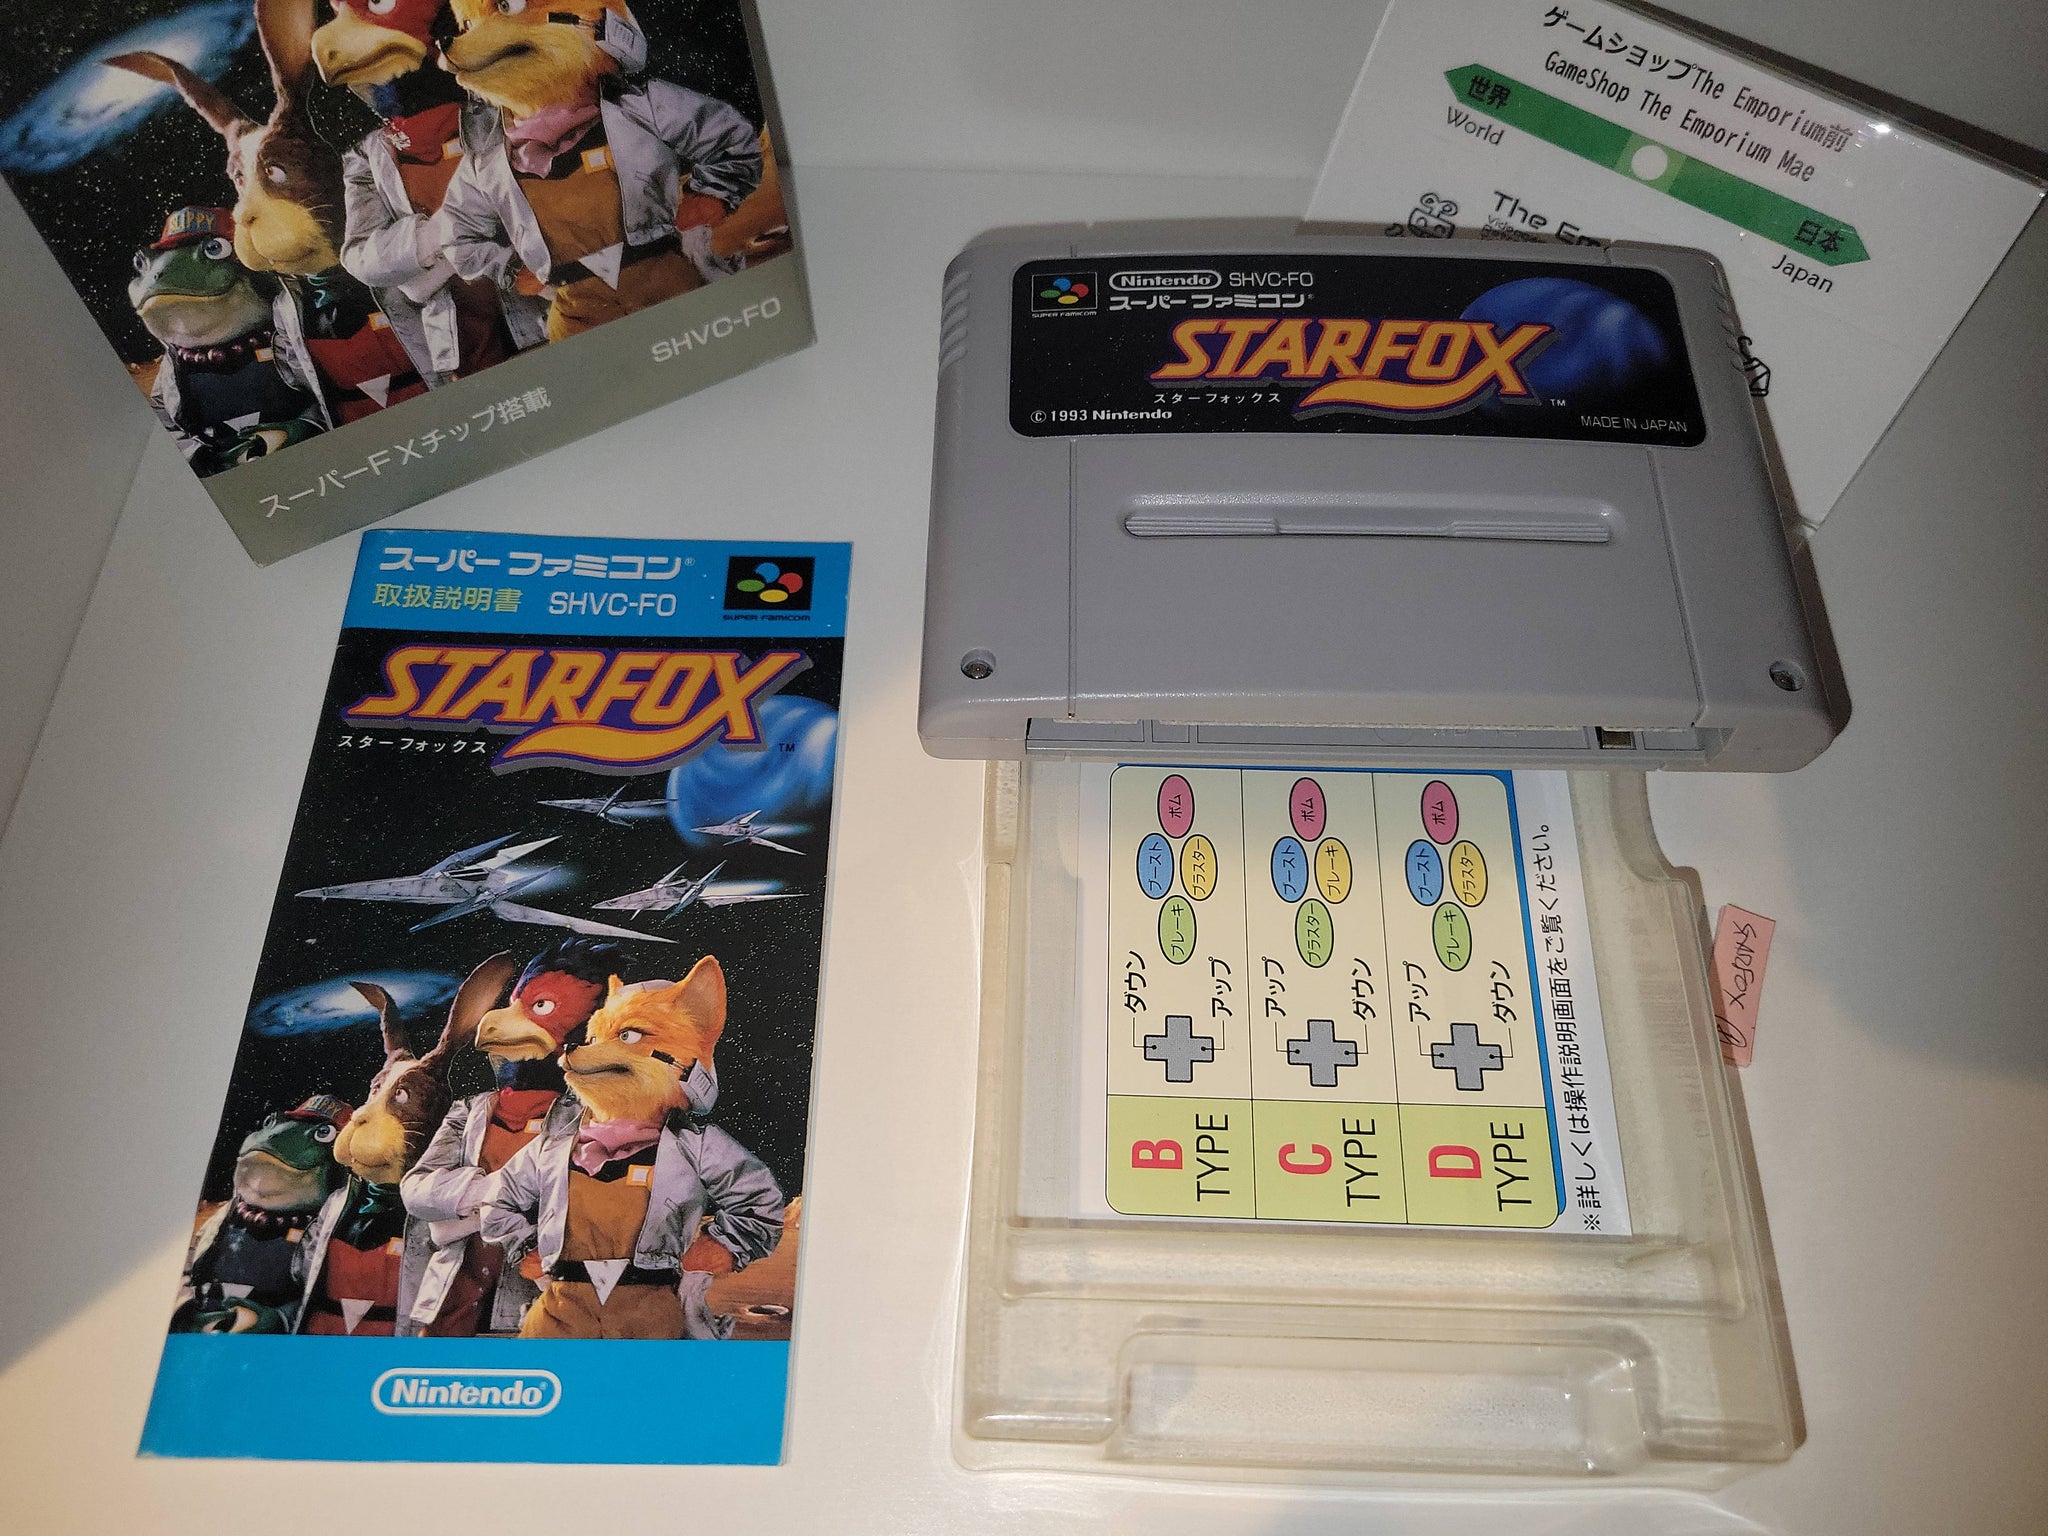 SLIPPY
SHVC-FO
スーパーFXチップ搭載
ゲームショップThe Emporium前
GameShop The Emporium Mae
世界
World
日本
Japan
The Em
SUPER FAMICOM
Nintendo SHVC-FO
スーパーファミコン®
STARFOX
スターフォックス
TM
© 1993 Nintendo
MADE IN JAPAN
スーパーファミコン®
取扱説明書 SHVC-FO
SUPER FAMICOM
STARFOX
スターフォックス
TM
SLIPPY
Nintendo®
B TYPE
ダウン
アップ
ブースト
ボム
ブレーキ
ブラスター
C TYPE
アップ
ダウン
ブースト
ボム
ブラスター
ブレーキ
D TYPE
アップ
ダウン
ブースト
ボム
ブレーキ
ブラスター
※詳しくは操作説明画面をご覧ください。